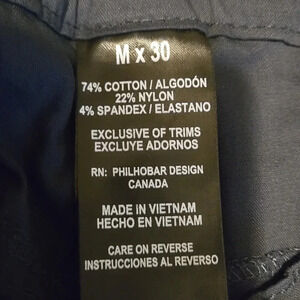 M x 30
74% COTTON / ALGODÓN
22% NYLON
4% SPANDEX / ELASTANO
EXCLUSIVE OF TRIMS
EXCLUYE ADORNOS
RN: PHILHOBAR DESIGN
CANADA
MADE IN VIETNAM
HECHO EN VIETNAM
CARE ON REVERSE
INSTRUCCIONES AL REVERSO